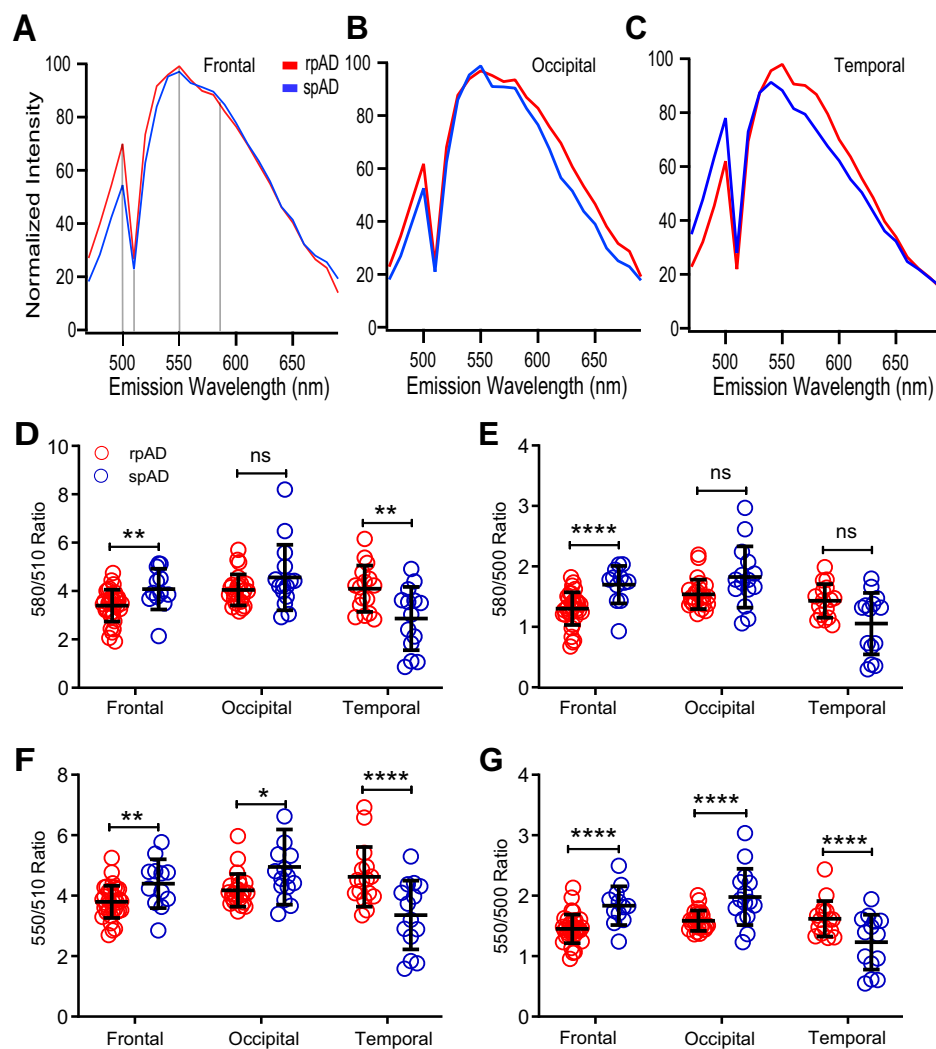 A
B
C
Frontal
rpAD
spAD
Occipital
Temporal
Normalized Intensity
100
80
60
40
20
0
500
550
600
650
Emission Wavelength (nm)
100
80
60
40
20
0
500
550
600
650
Emission Wavelength (nm)
100
80
60
40
20
0
500
550
600
650
Emission Wavelength (nm)
D
rpAD
spAD
580/510 Ratio
10
8
6
4
2
0
**
ns
**
Frontal
Occipital
Temporal
E
580/500 Ratio
4
3
2
1
0
****
ns
ns
Frontal
Occipital
Temporal
F
550/510 Ratio
8
6
4
2
0
**
*
****
Frontal
Occipital
Temporal
G
550/500 Ratio
4
3
2
1
0
****
****
****
Frontal
Occipital
Temporal